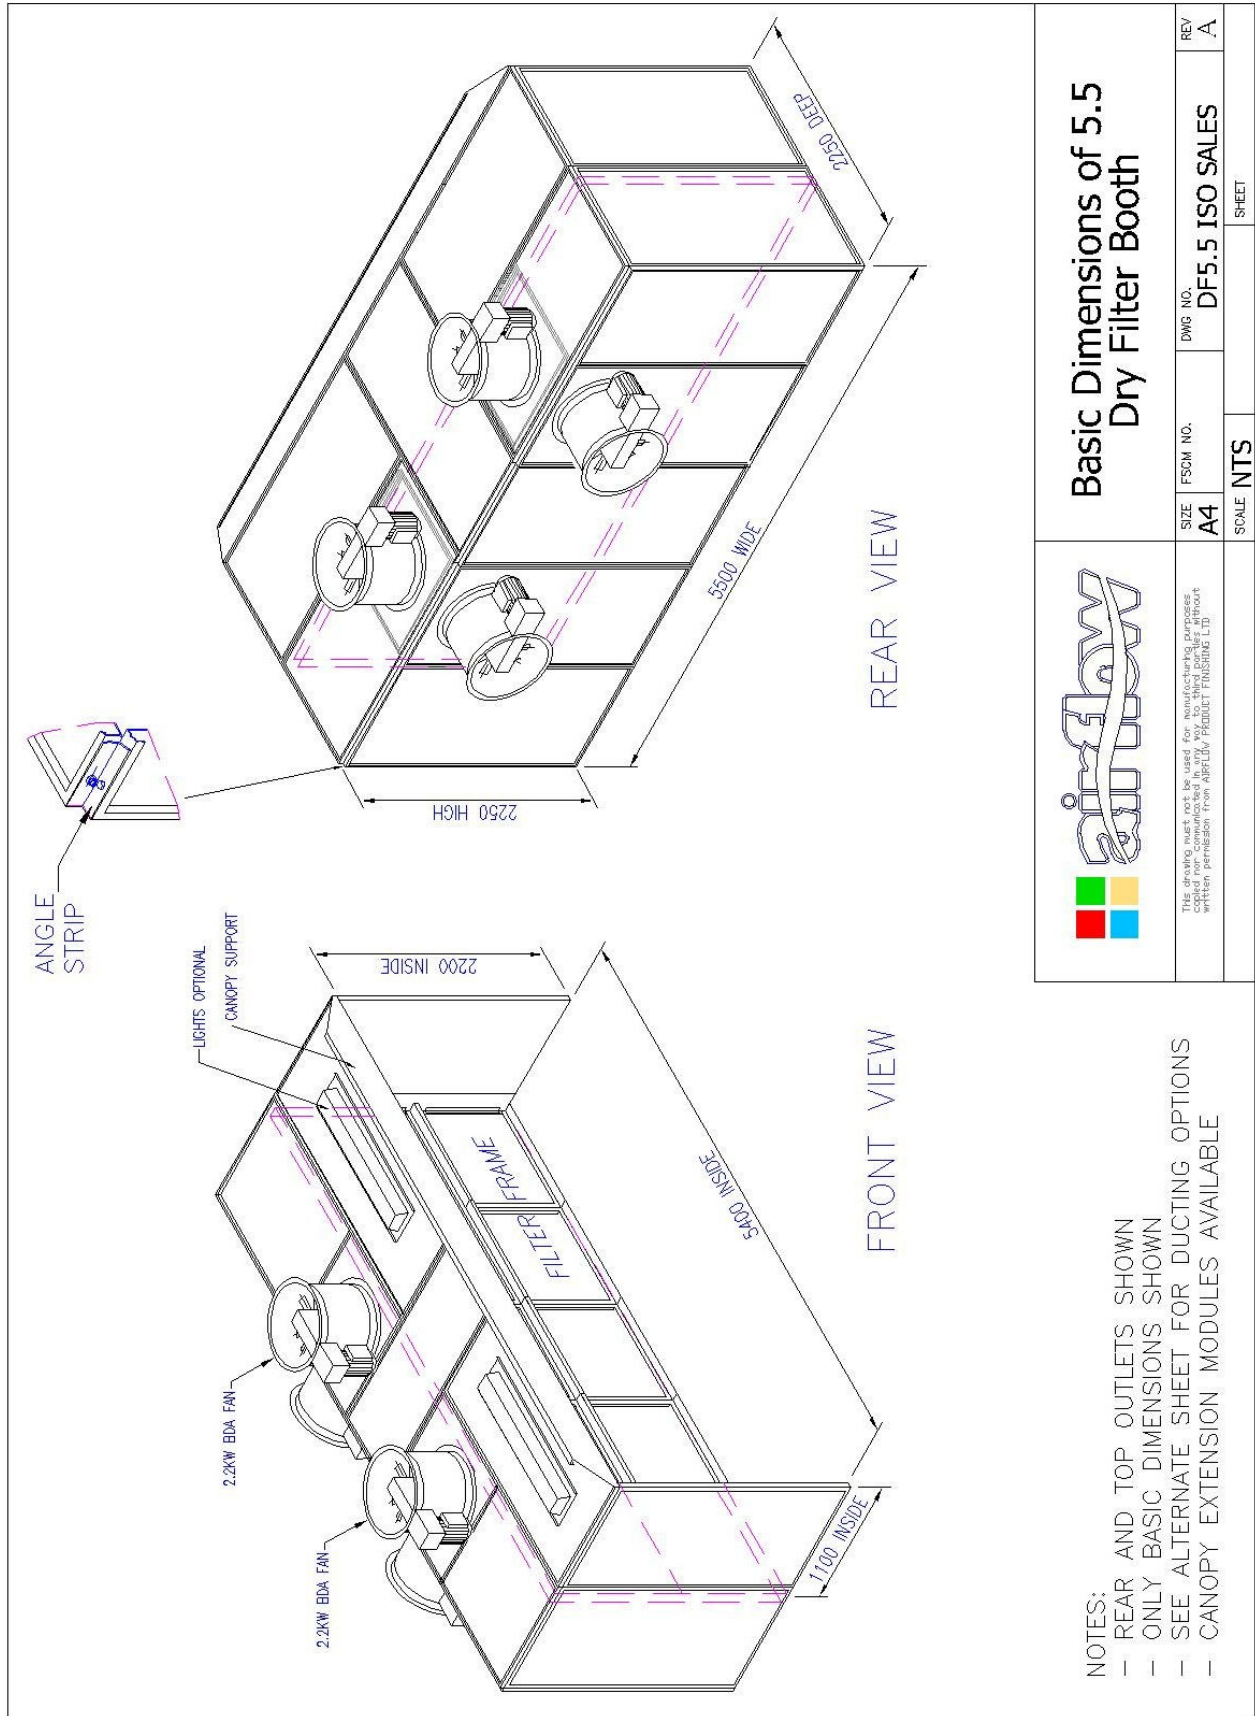 ANGLE
STRIP
LIGHTS OPTIONAL
CANOPY SUPPORT
2.2KW BDA FAN
2.2KW BDA FAN
2200 INSIDE
FILTER FRAME
5400 INSIDE
1100 INSIDE
FRONT VIEW
2250 HIGH
5500 WIDE
2250 DEEP
REAR VIEW
NOTES:
- REAR AND TOP OUTLETS SHOWN
- ONLY BASIC DIMENSIONS SHOWN
- SEE ALTERNATE SHEET FOR DUCTING OPTIONS
- CANOPY EXTENSION MODULES AVAILABLE
airflow
This drawing must not be used for manufacturing purposes
copied nor communicated in any way to third parties without
written permission from AIRFLOW PRODUCT FINISHING LTD
Basic Dimensions of 5.5
Dry Filter Booth
SIZE
A4
FSCM NO.
DWG NO.
DF5.5 ISO SALES
REV
A
SCALE NTS
SHEET